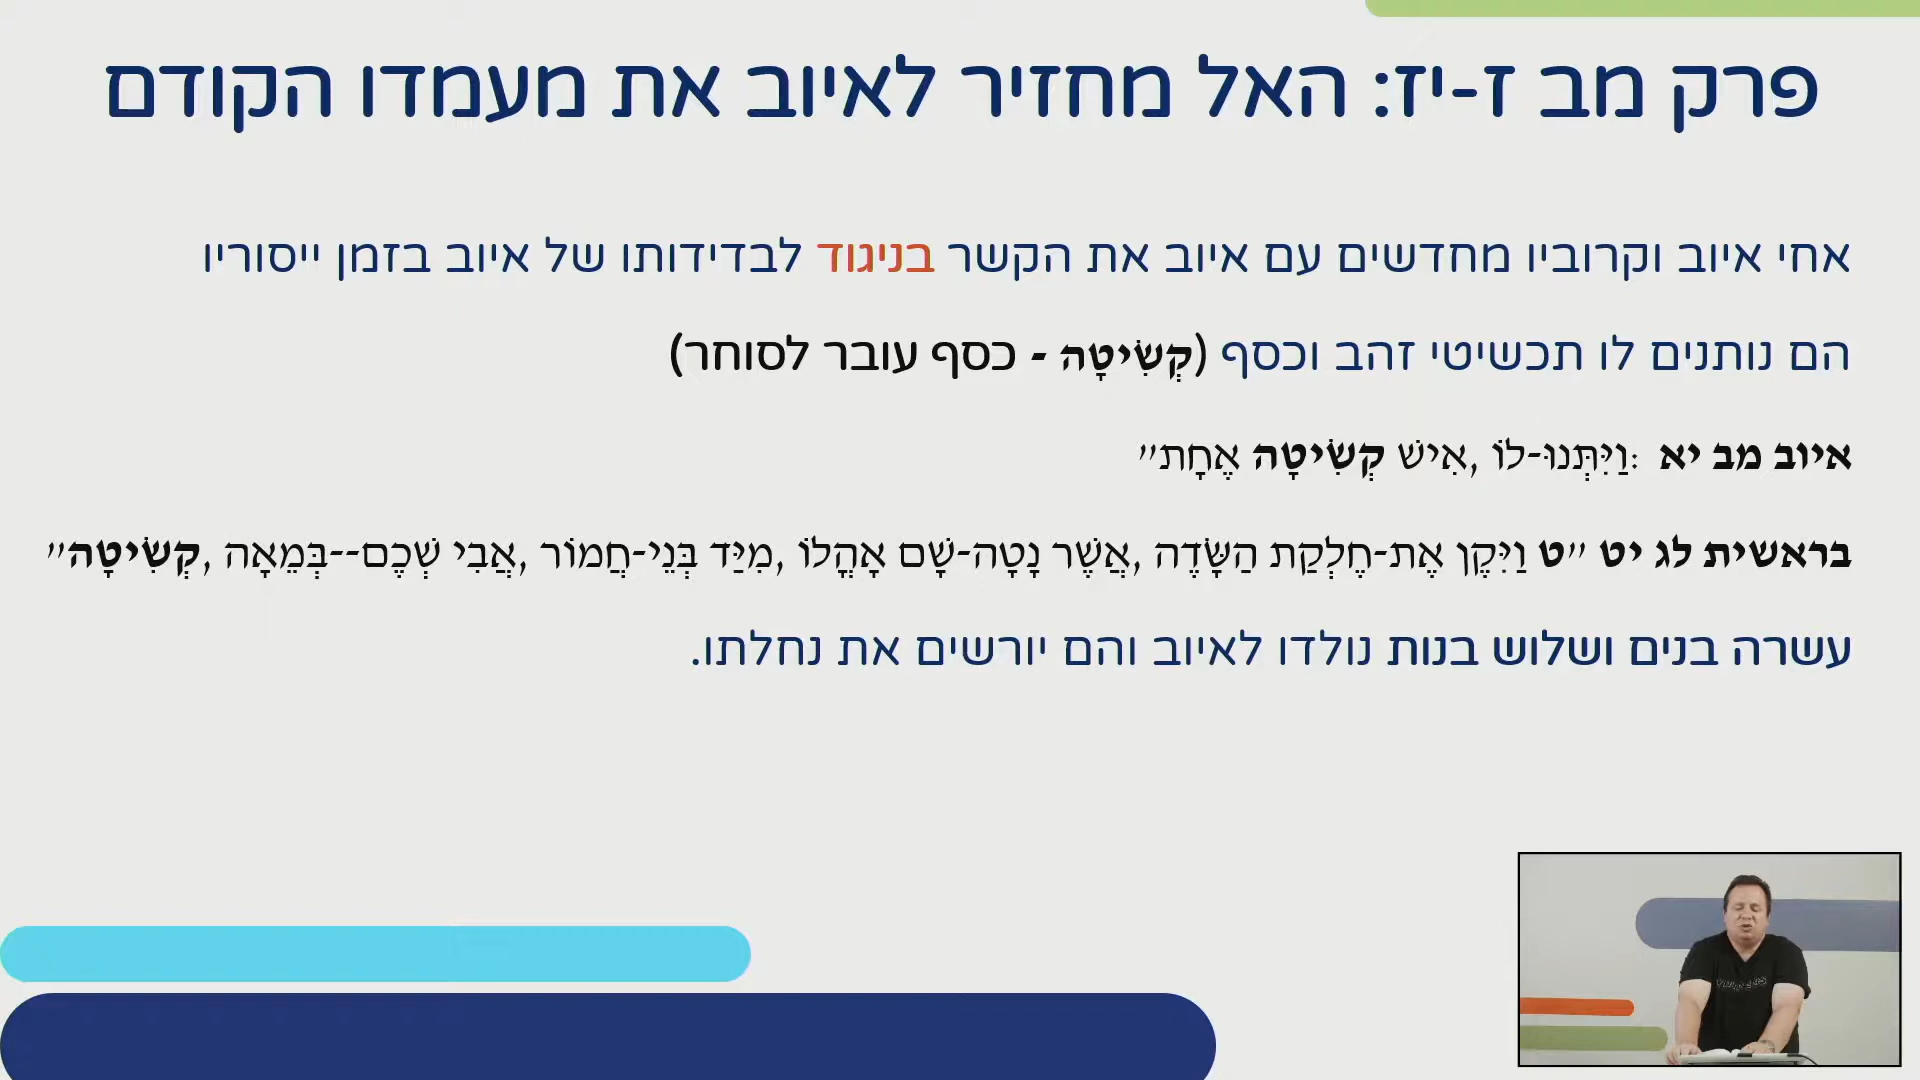 פרק מב ז-יז: האל מחזיר לאיוב את מעמדו הקודם
אחי איוב וקרוביו מחדשים עם איוב את הקשר בניגוד לבדידותו של איוב בזמן ייסוריו
הם נותנים לו תכשיטי זהב וכסף (קְשִׂיטָה - כסף עובר לסוחר)
איוב מב יא :וַיִּתְּנוּ-לוֹ ,אִישׁ קְשִׂיטָה אֶחָת"
בראשית לג יט "ט וַיִּקֶן אֶת-חֶלְקַת הַשָּׂדֶה ,אֲשֶׁר נָטָה-שָׁם אָהֳלוֹ ,מִיַּד בְּנֵי-חֲמוֹר ,אֲבִי שְׁכֶם--בְּמֵאָה ,קְשִׂיטָה"
עשרה בנים ושלוש בנות נולדו לאיוב והם יורשים את נחלתו.